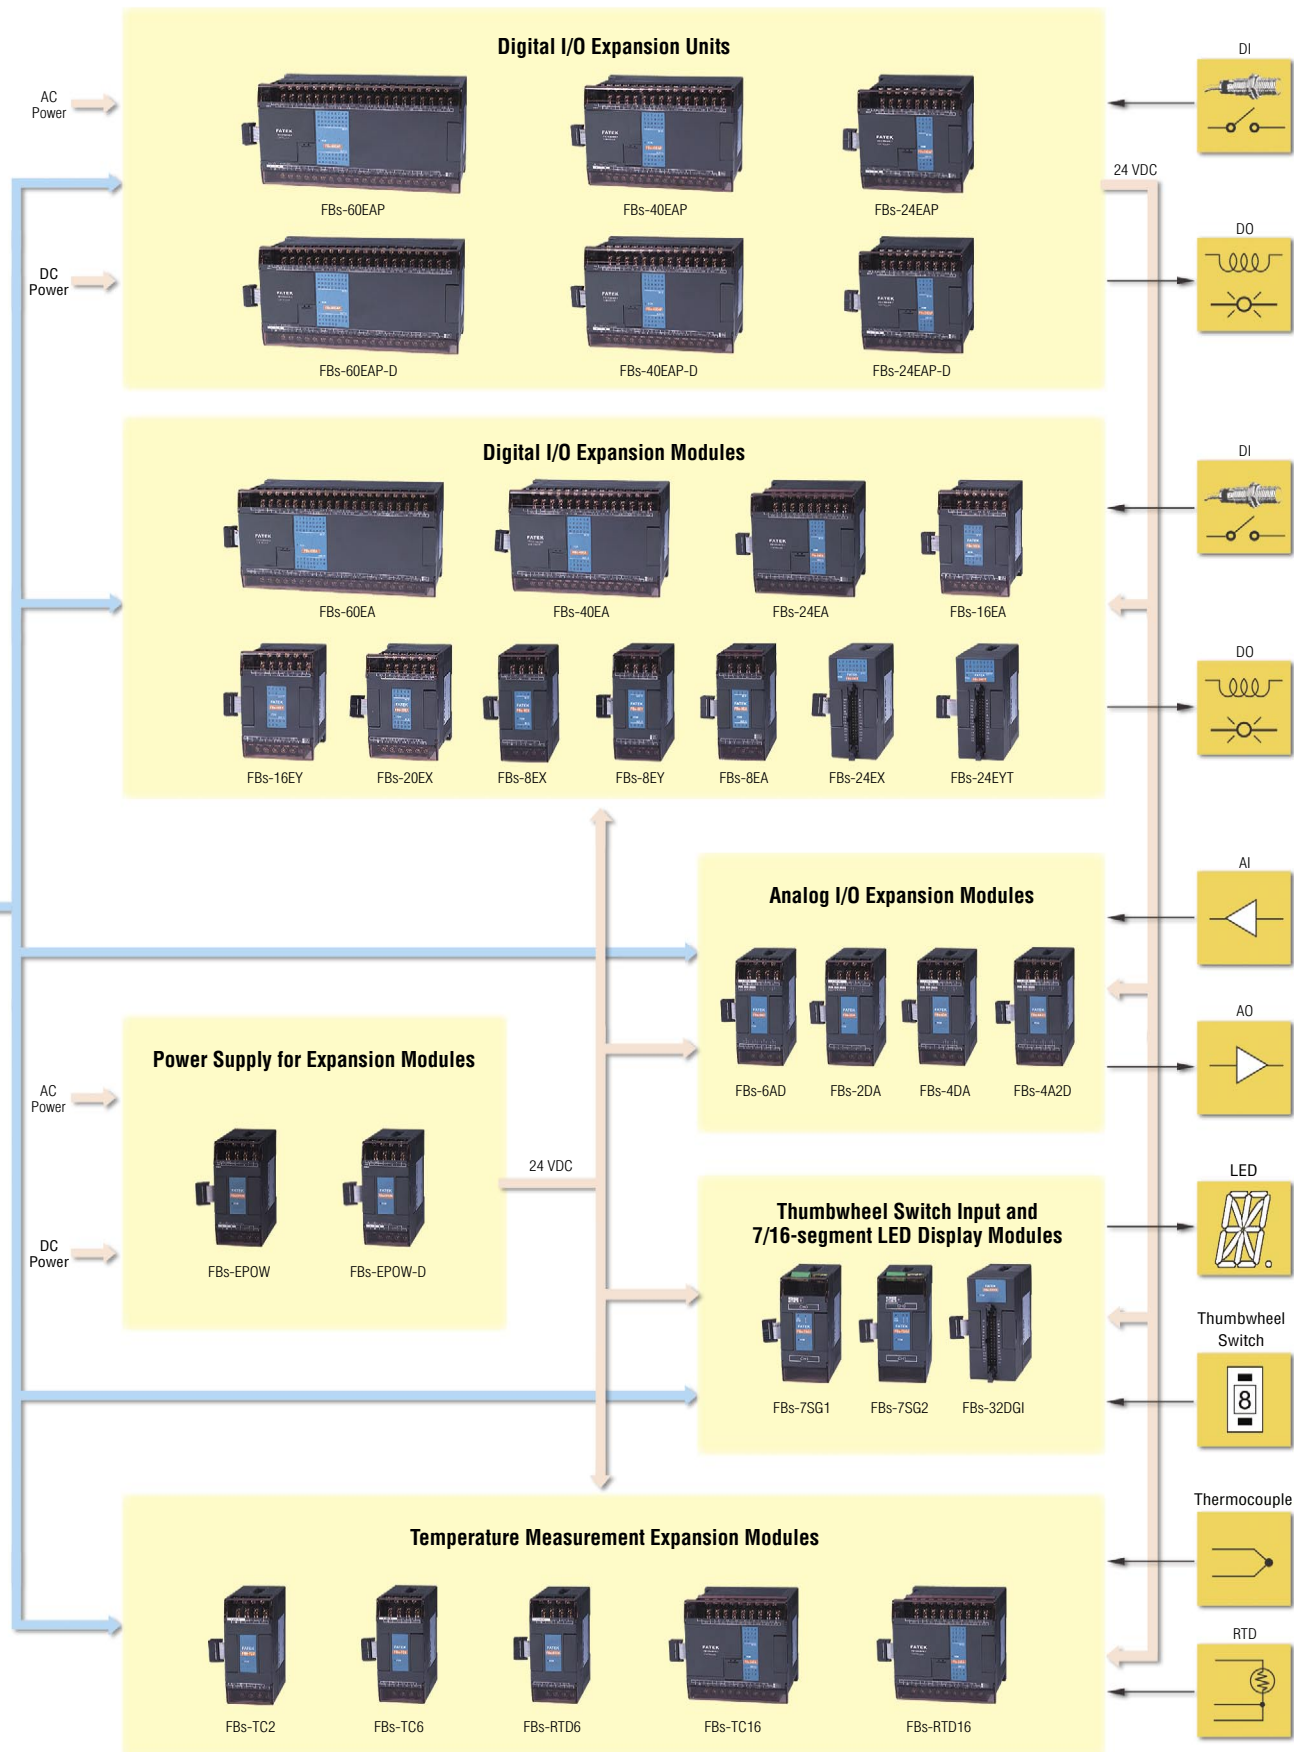 Digital I/O Expansion Units
DI
AC
Power
FBs-60EAP
FBs-40EAP
FBs-24EAP
24 VDC
DO
DC
Power
FBs-60EAP-D
FBs-40EAP-D
FBs-24EAP-D
Digital I/O Expansion Modules
DI
FBs-60EA
FBs-40EA
FBs-24EA
FBs-16EA
DO
FBs-16EY
FBs-20EX
FBs-8EX
FBs-8EY
FBs-8EA
FBs-24EX
FBs-24EYT
Analog I/O Expansion Modules
AI
AO
FBs-6AD
FBs-2DA
FBs-4DA
FBs-4A2D
Power Supply for Expansion Modules
AC
Power
24 VDC
DC
Power
FBs-EPOW
FBs-EPOW-D
LED
Thumbwheel Switch Input and
7/16-segment LED Display Modules
FBs-7SG1
FBs-7SG2
FBs-32DGI
Thumbwheel
Switch
8
Temperature Measurement Expansion Modules
Thermocouple
RTD
FBs-TC2
FBs-TC6
FBs-RTD6
FBs-TC16
FBs-RTD16